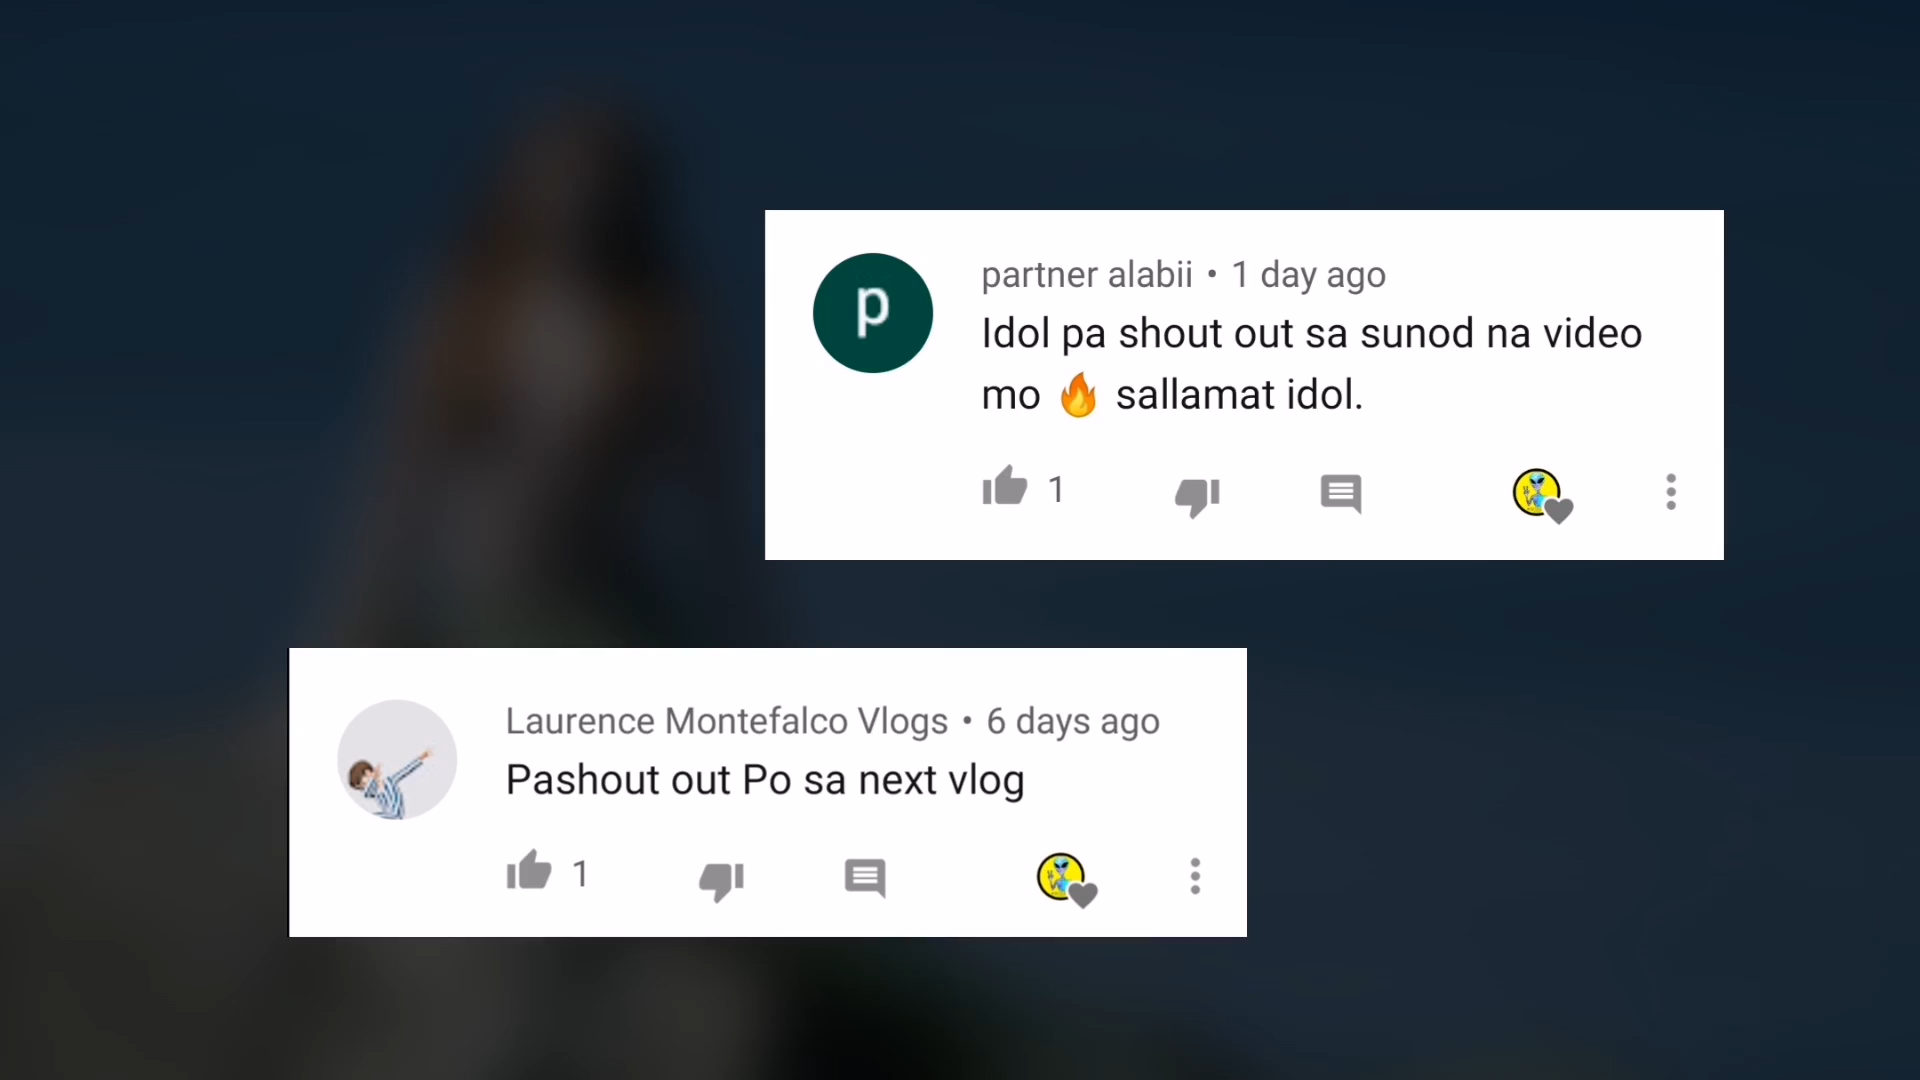 p
partner alabii • 1 day ago
Idol pa shout out sa sunod na video
mo 🔥 sallamat idol.
1
Laurence Montefalco Vlogs • 6 days ago
Pashout out Po sa next vlog
1